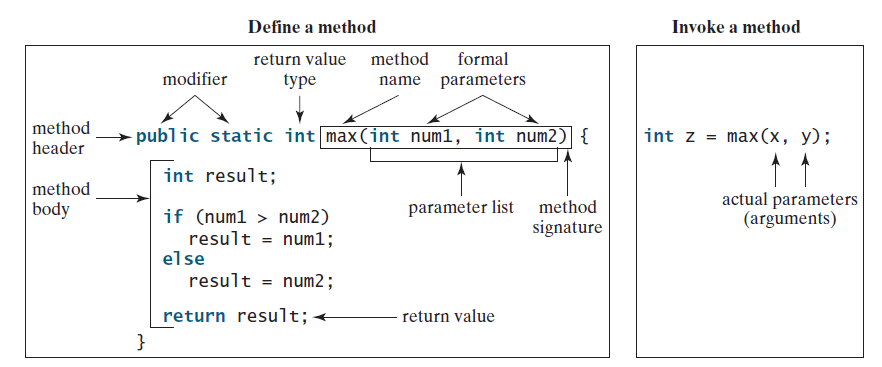 Define a method
Invoke a method
return value type
method name
formal parameters
modifier
method header
public static int max(int num1, int num2) {
int z = max(x, y);
method body
int result;
parameter list
method signature
actual parameters (arguments)
if (num1 > num2)
result = num1;
else
result = num2;
return result;
return value
}